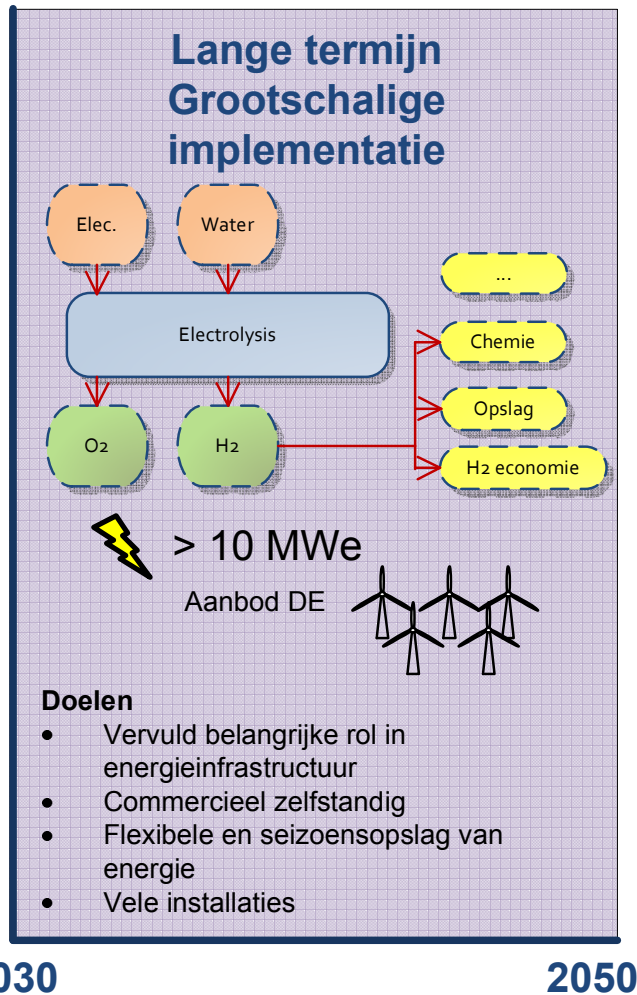 Lange termijn
Grootschalige
implementatie
Elec.
Water
...
Electrolysis
Chemie
Opslag
O2
H2
H2 economie
> 10 MWe
Aanbod DE
Doelen
• Vervuld belangrijke rol in
energieinfrastructuur
• Commercieel zelfstandig
• Flexibele en seizoensopslag van
energie
• Vele installaties
030
2050